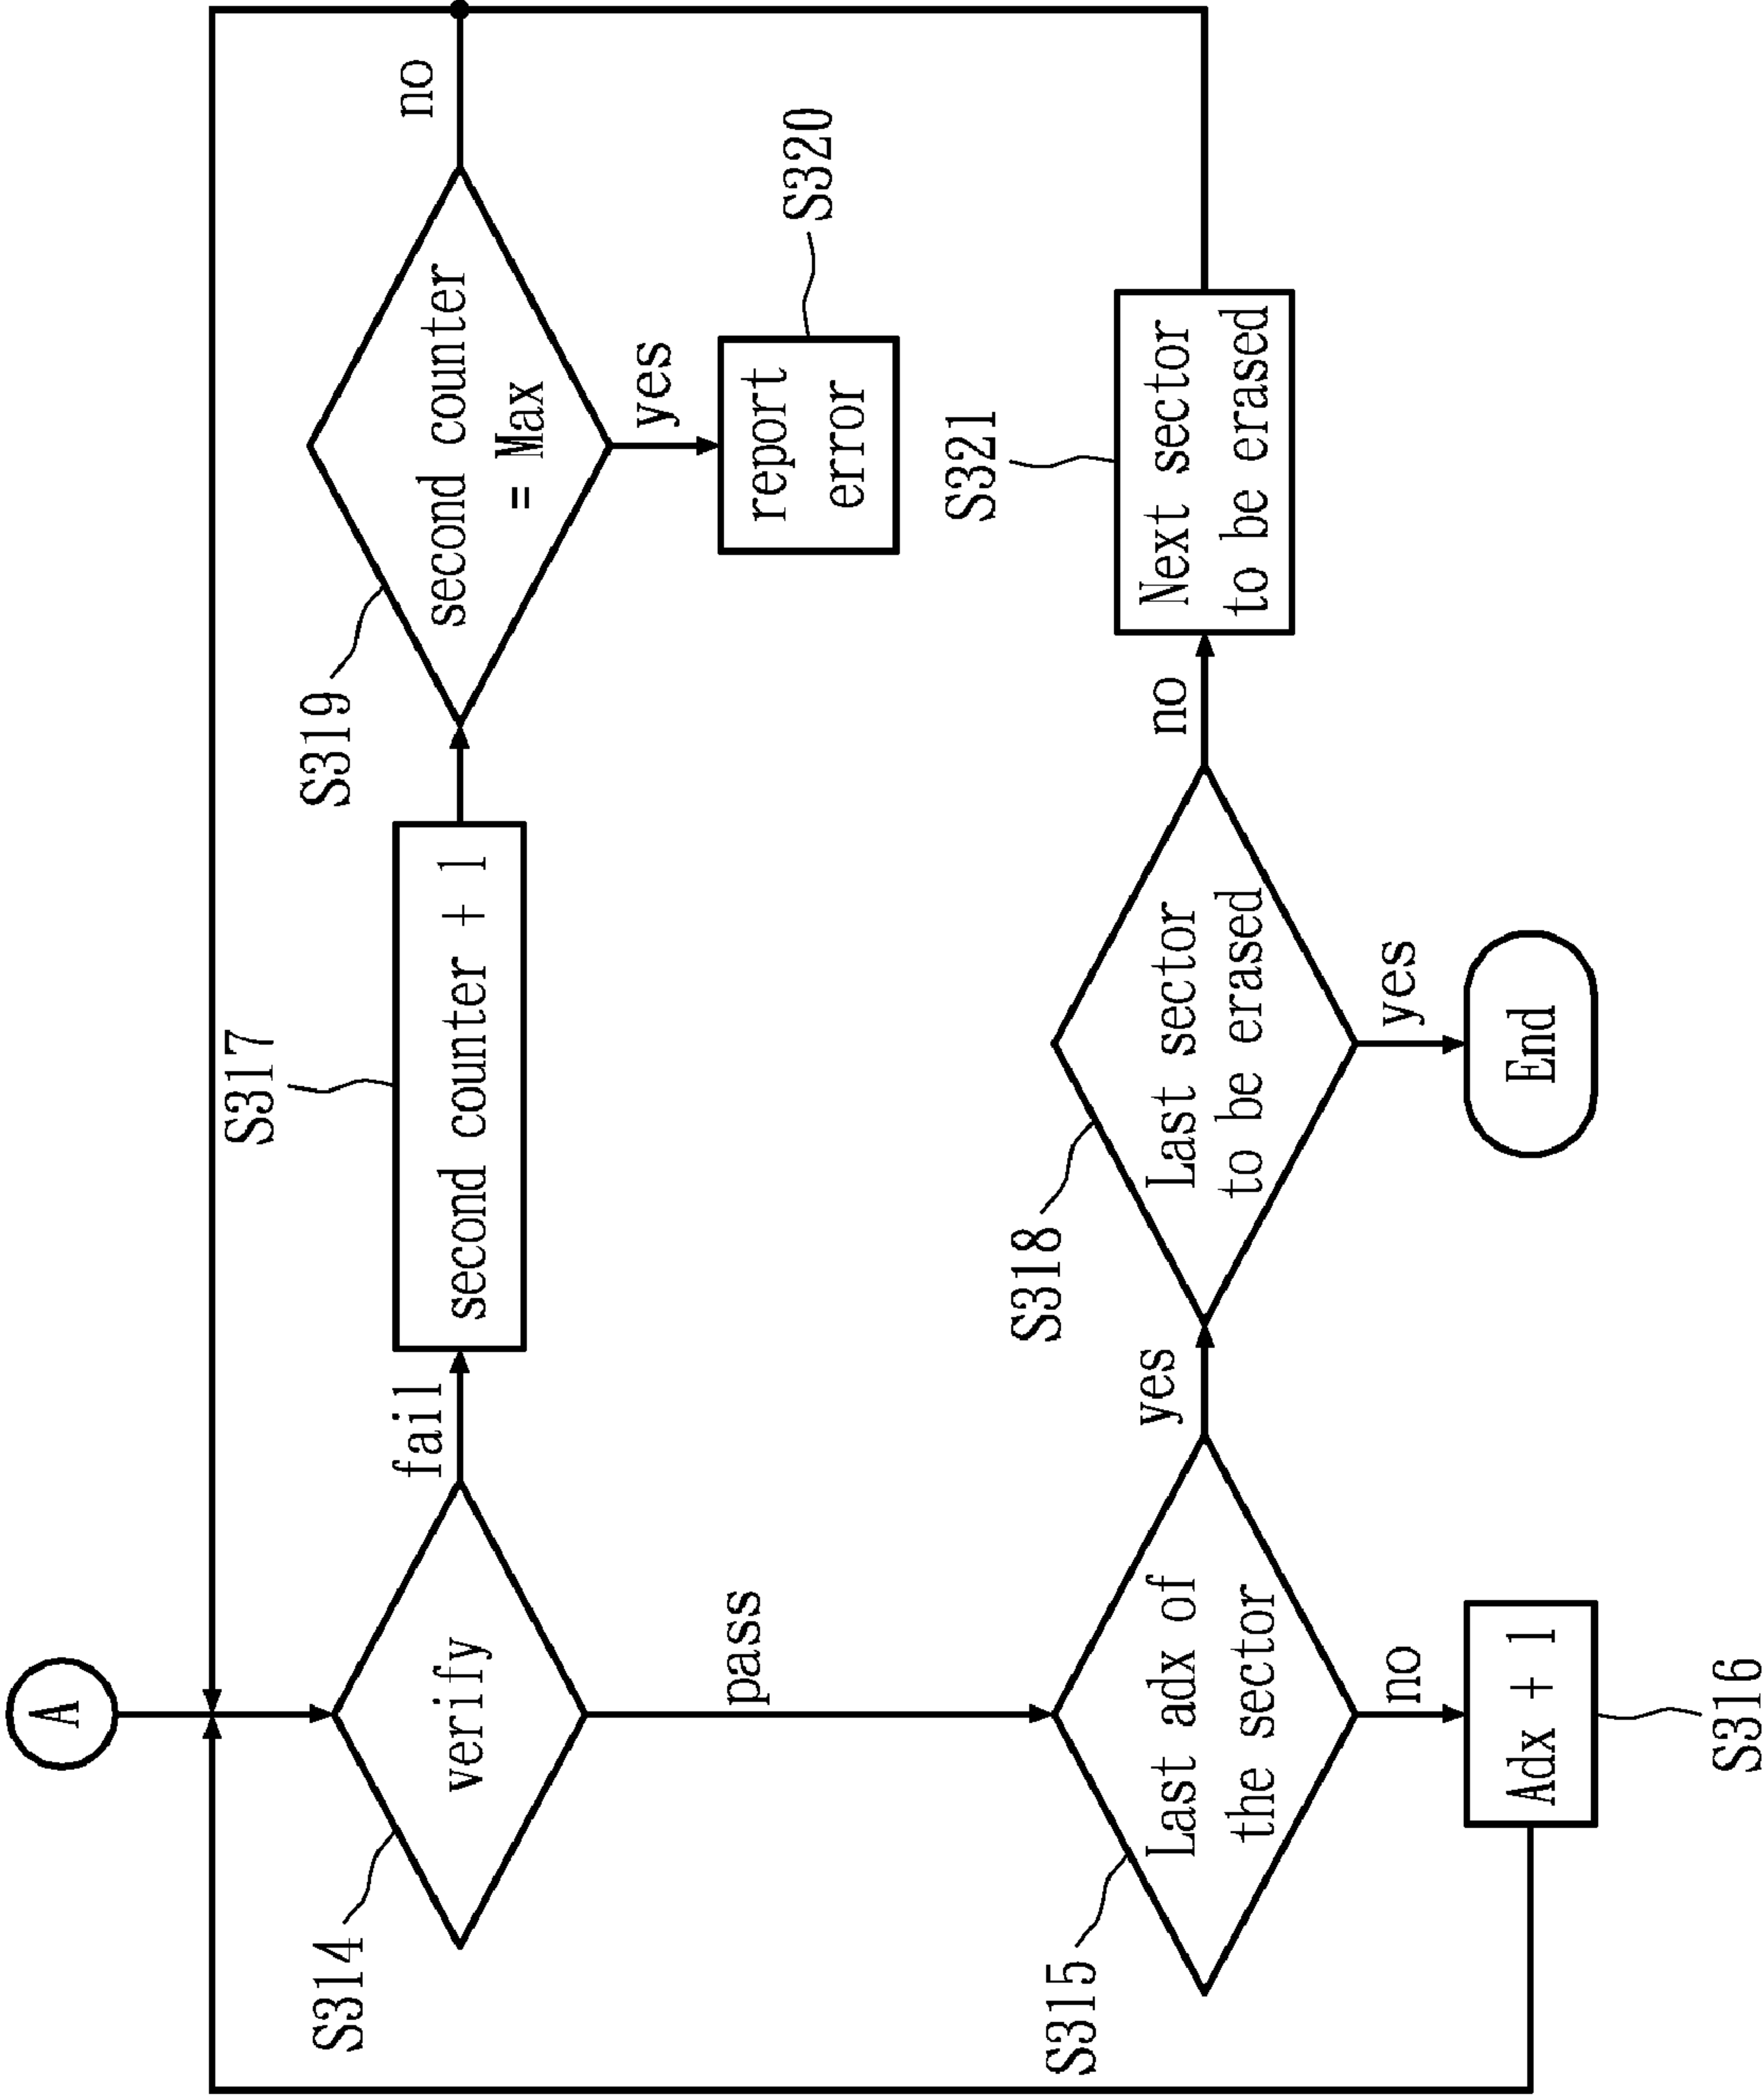 A
S314
verify
fail
S317
second counter + 1
S319
second counter
= Max
no
yes
report
error
S320
pass
S315
Last adx of
the sector
yes
S318
Last sector
to be erased
no
S321
Next sector
to be erased
no
Adx + 1
S316
yes
End